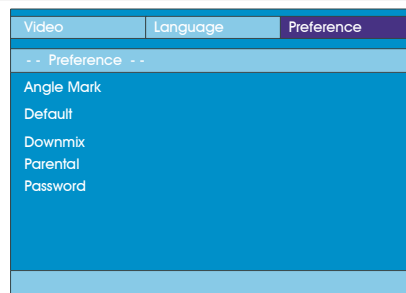 Video Language Preference
- - Preference - -
Angle Mark
Default
Downmix
Parental
Password